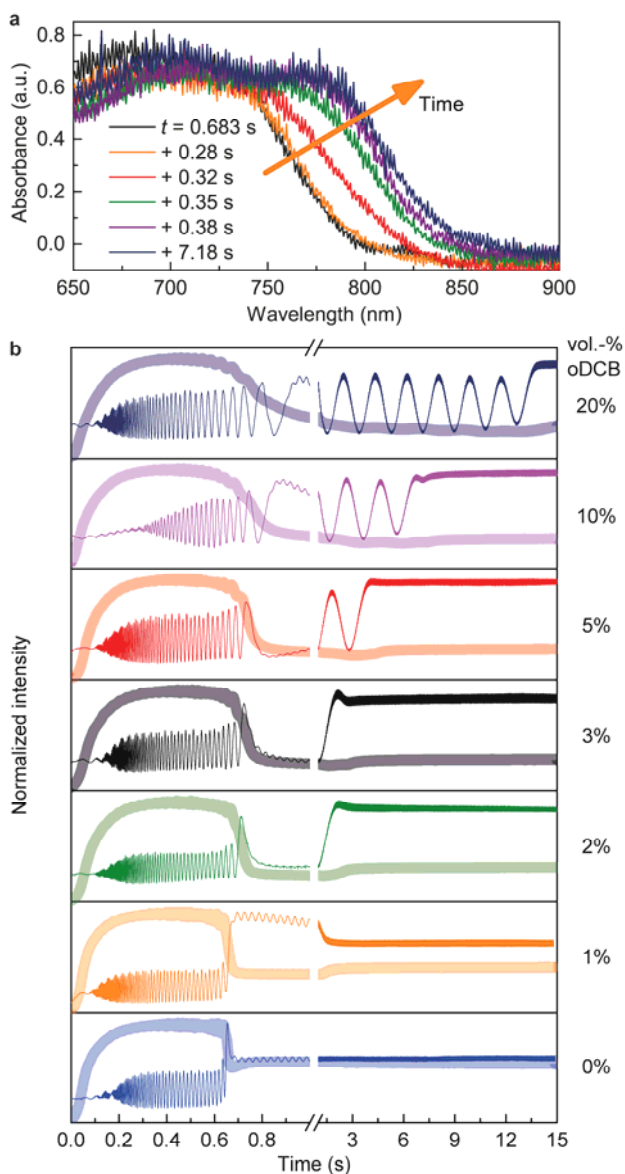 a
0.8
0.6
0.4
0.2
0.0
Absorbance (a.u.)
Time
t = 0.683 s
+ 0.28 s
+ 0.32 s
+ 0.35 s
+ 0.38 s
+ 7.18 s
650 700 750 800 850 900
Wavelength (nm)
b
vol.-%
oDCB
20%
10%
5%
3%
2%
1%
0%
Normalized intensity
0.0 0.2 0.4 0.6 0.8 3 6 9 12 15
Time (s)